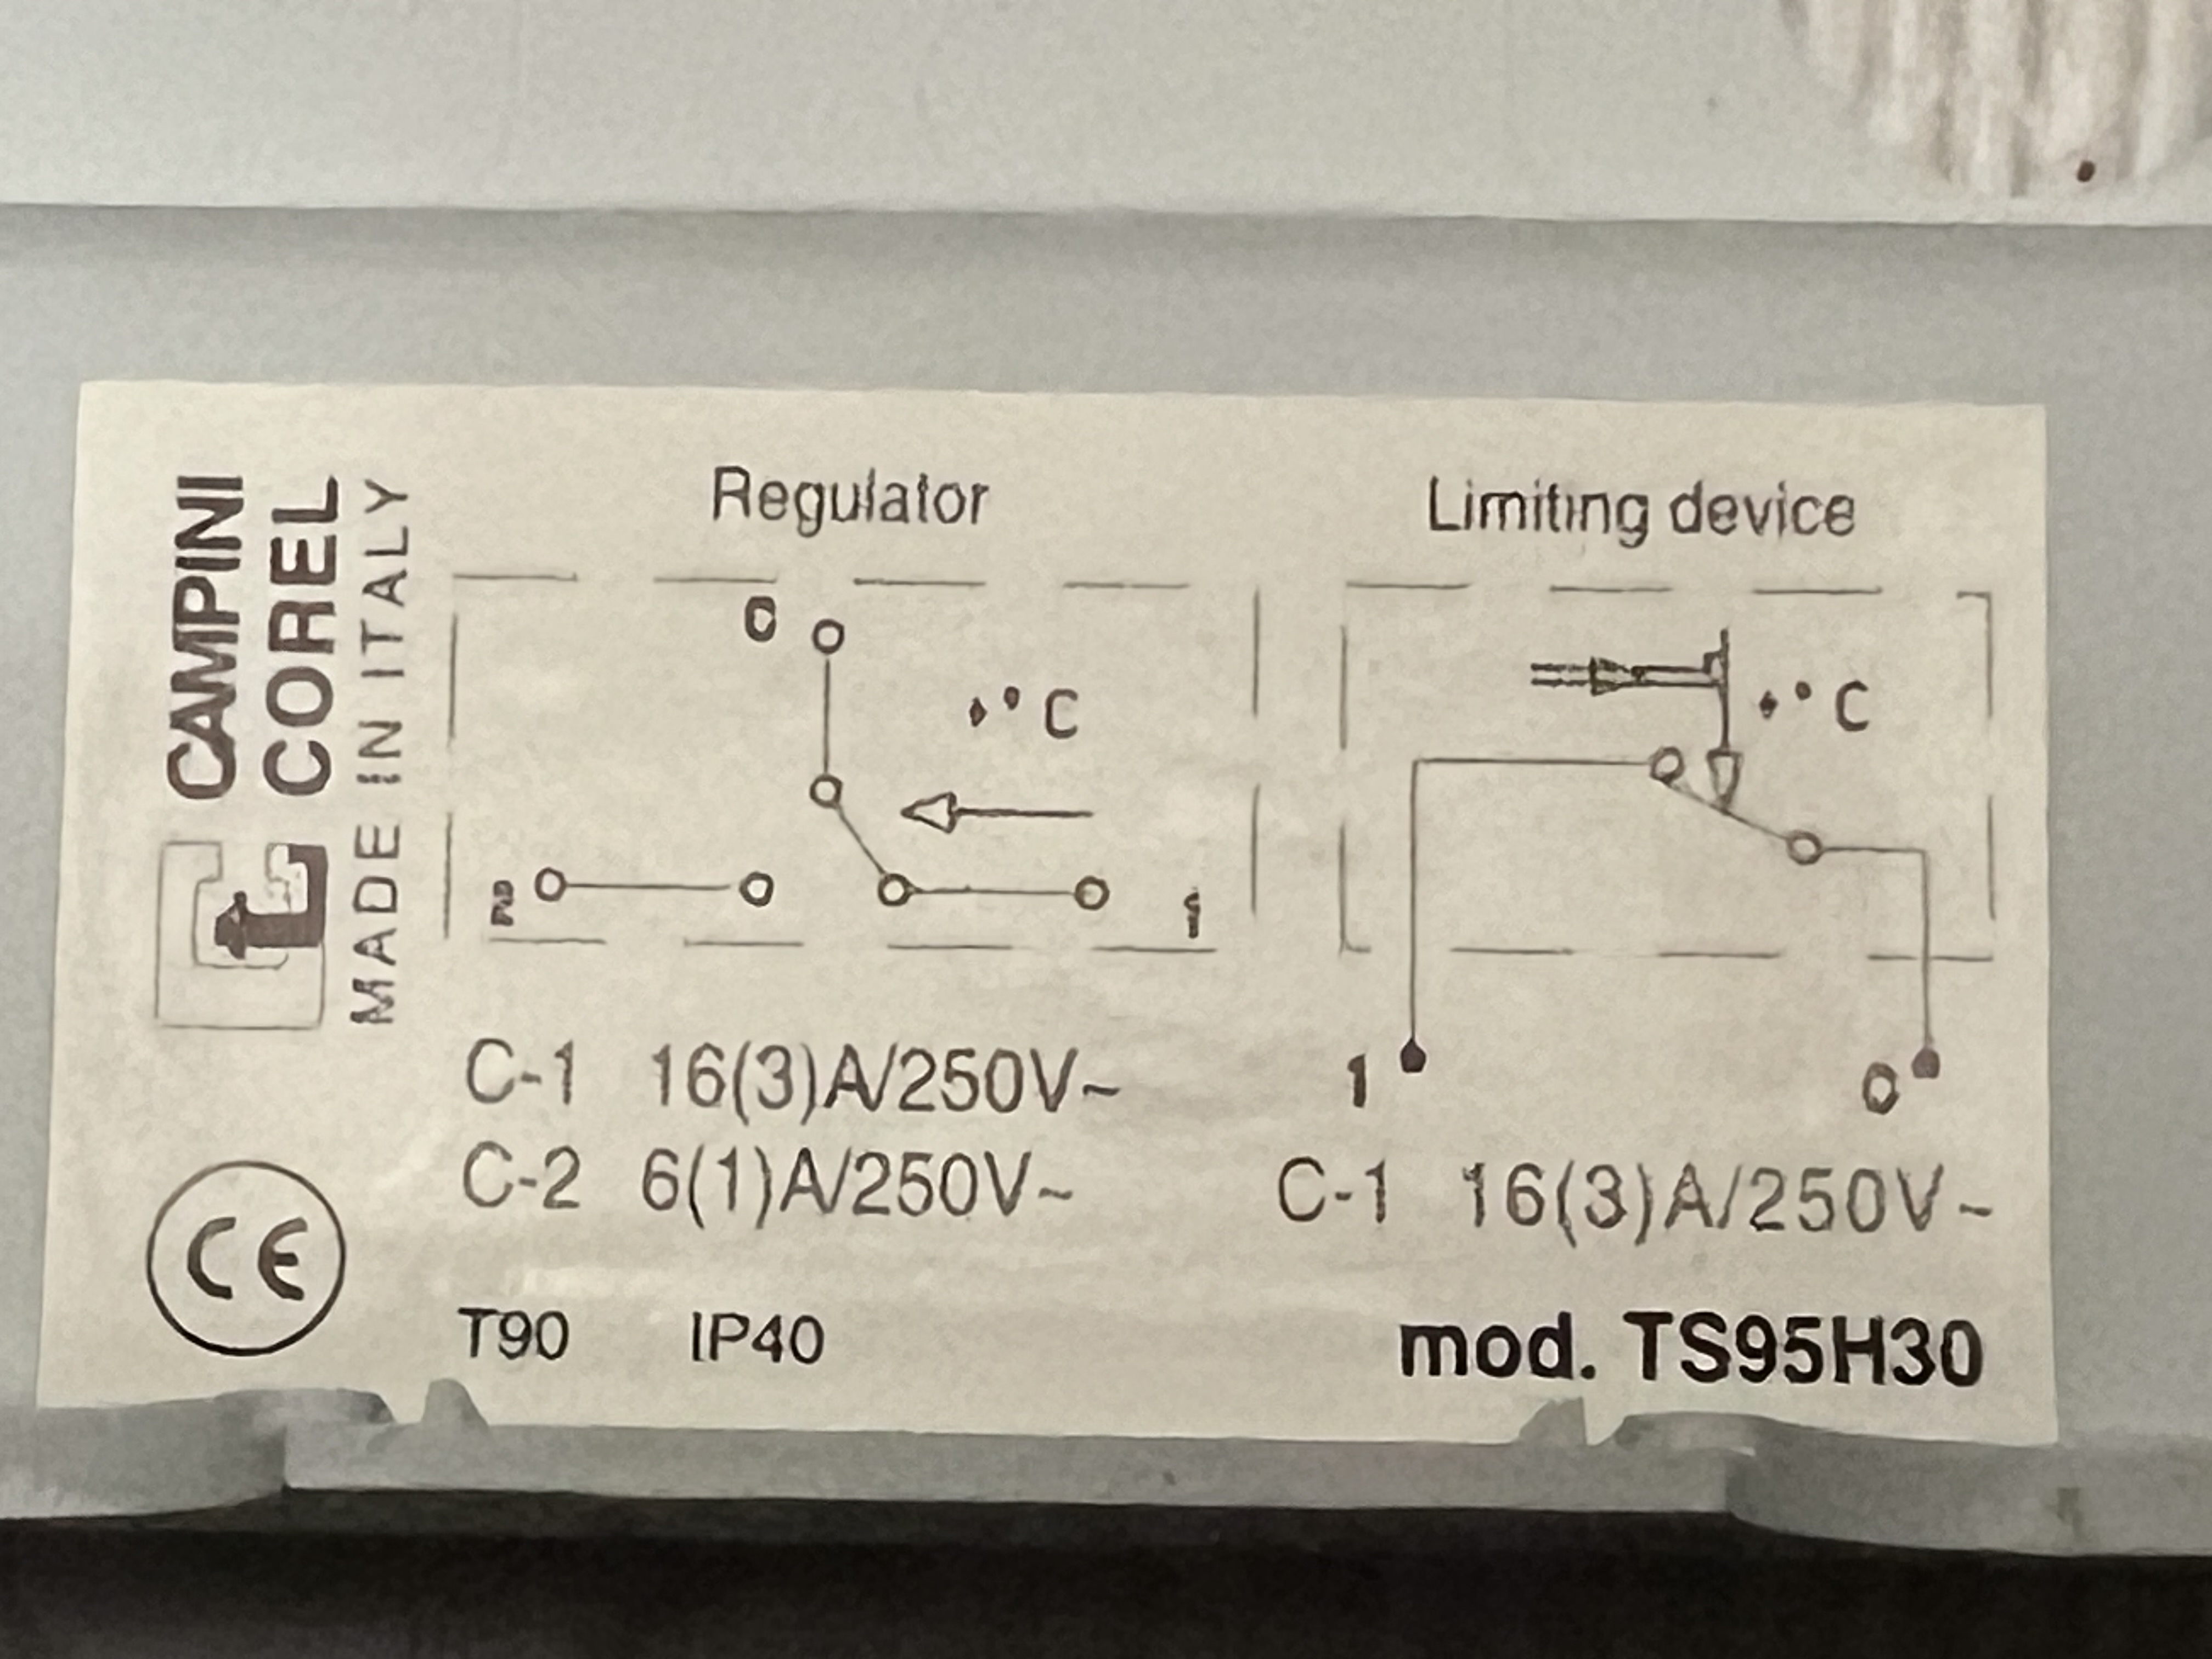 CAMPINI
COREL
MADE IN ITALY
Regulator
Limiting device
C
°C
°C
1
1
C-1 16(3)A/250V~
C-2 6(1)A/250V~
C-1 16(3)A/250V~
CE
T90 IP40
mod. TS95H30